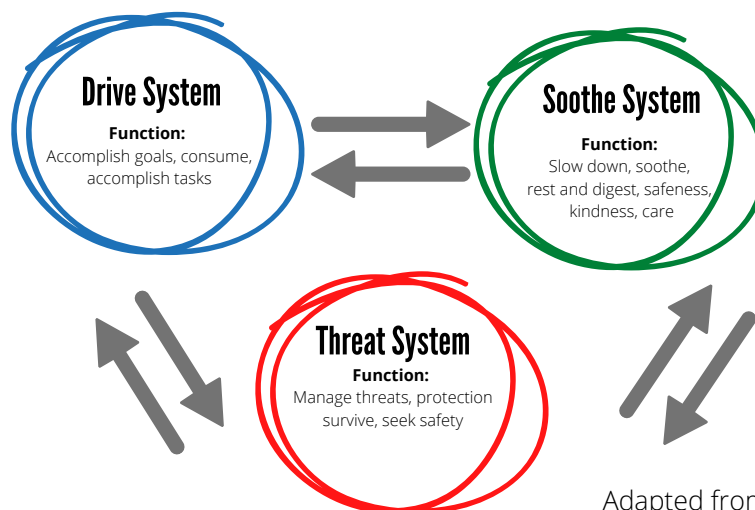 Drive System
Function:
Accomplish goals, consume,
accomplish tasks
Soothe System
Function:
Slow down, soothe,
rest and digest, safeness,
kindness, care
Threat System
Function:
Manage threats, protection
survive, seek safety
Adapted from